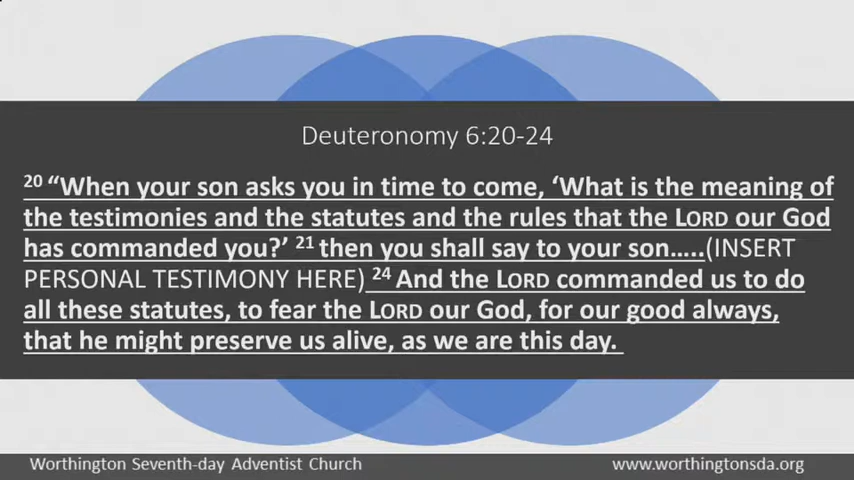 Deuteronomy 6:20-24
20 “When your son asks you in time to come, ‘What is the meaning of
the testimonies and the statutes and the rules that the LORD our God
has commanded you?’ 21 then you shall say to your son…..(INSERT
PERSONAL TESTIMONY HERE) 24 And the LORD commanded us to do
all these statutes, to fear the LORD our God, for our good always,
that he might preserve us alive, as we are this day.
Worthington Seventh-day Adventist Church
www.worthingtonsda.org